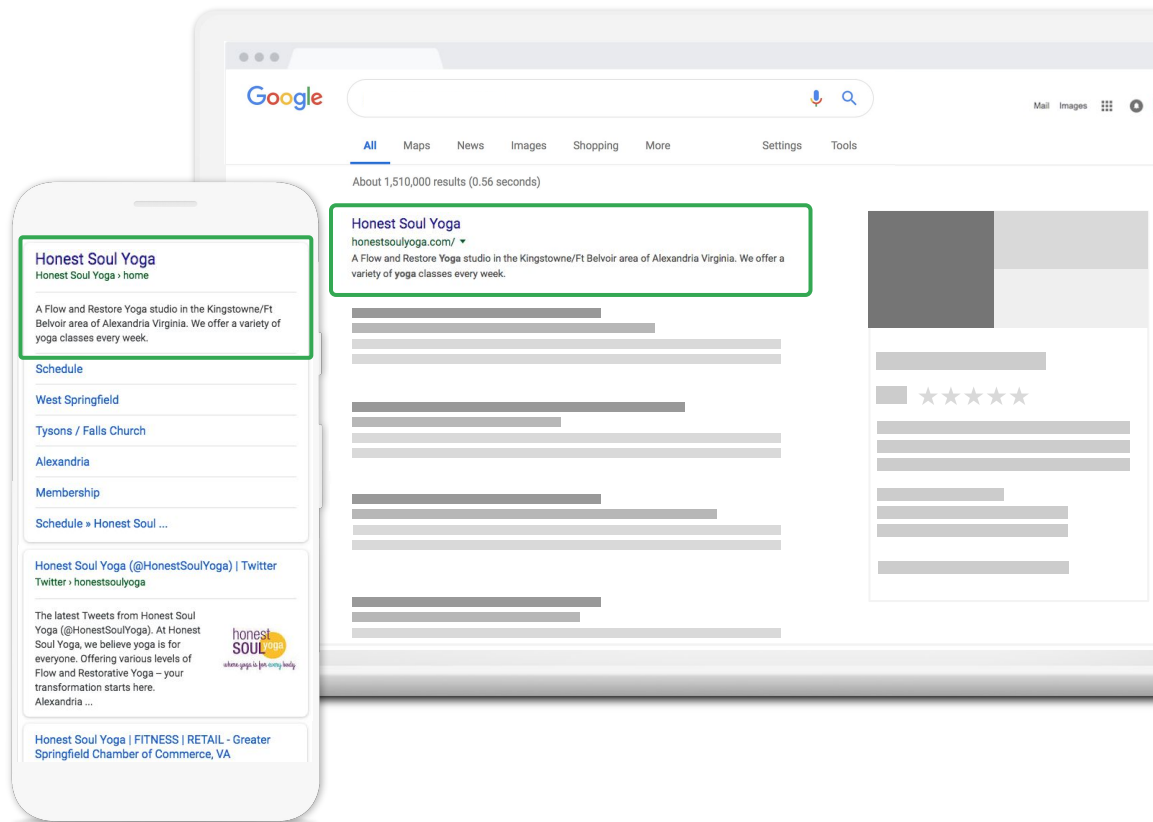 Google
Mail Images
All Maps News Images Shopping More Settings Tools
About 1,510,000 results (0.56 seconds)
Honest Soul Yoga
honestsoulyoga.com/
A Flow and Restore Yoga studio in the Kingstowne/Ft Belvoir area of Alexandria Virginia. We offer a
variety of yoga classes every week.
Honest Soul Yoga
Honest Soul Yoga › home
A Flow and Restore Yoga studio in the Kingstowne/Ft
Belvoir area of Alexandria Virginia. We offer a variety of
yoga classes every week.
Schedule
West Springfield
Tysons / Falls Church
Alexandria
Membership
Schedule » Honest Soul ...
Honest Soul Yoga (@HonestSoulYoga) | Twitter
Twitter › honestsoulyoga
The latest Tweets from Honest Soul
Yoga (@HonestSoulYoga). At Honest
Soul Yoga, we believe yoga is for
everyone. Offering various levels of
Flow and Restorative Yoga – your
transformation starts here.
Alexandria ...
honest
SOUL yoga
where yoga is for every body
Honest Soul Yoga | FITNESS | RETAIL - Greater
Springfield Chamber of Commerce, VA